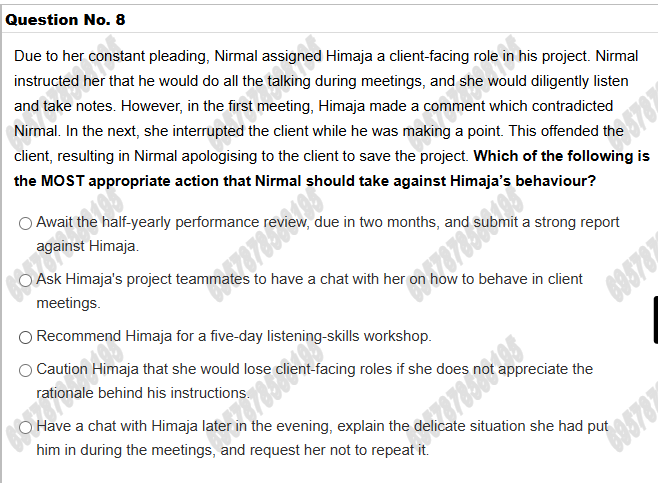 Question No. 8
Due to her constant pleading, Nirmal assigned Himaja a client-facing role in his project. Nirmal
instructed her that he would do all the talking during meetings, and she would diligently listen
and take notes. However, in the first meeting, Himaja made a comment which contradicted
Nirmal. In the next, she interrupted the client while he was making a point. This offended the
client, resulting in Nirmal apologising to the client to save the project. Which of the following is
the MOST appropriate action that Nirmal should take against Himaja's behaviour?
Await the half-yearly performance review, due in two months, and submit a strong report
against Himaja.
Ask Himaja's project teammates to have a chat with her on how to behave in client
meetings.
Recommend Himaja for a five-day listening-skills workshop.
Caution Himaja that she would lose client-facing roles if she does not appreciate the
rationale behind his instructions.
Have a chat with Himaja later in the evening, explain the delicate situation she had put
him in during the meetings, and request her not to repeat it.